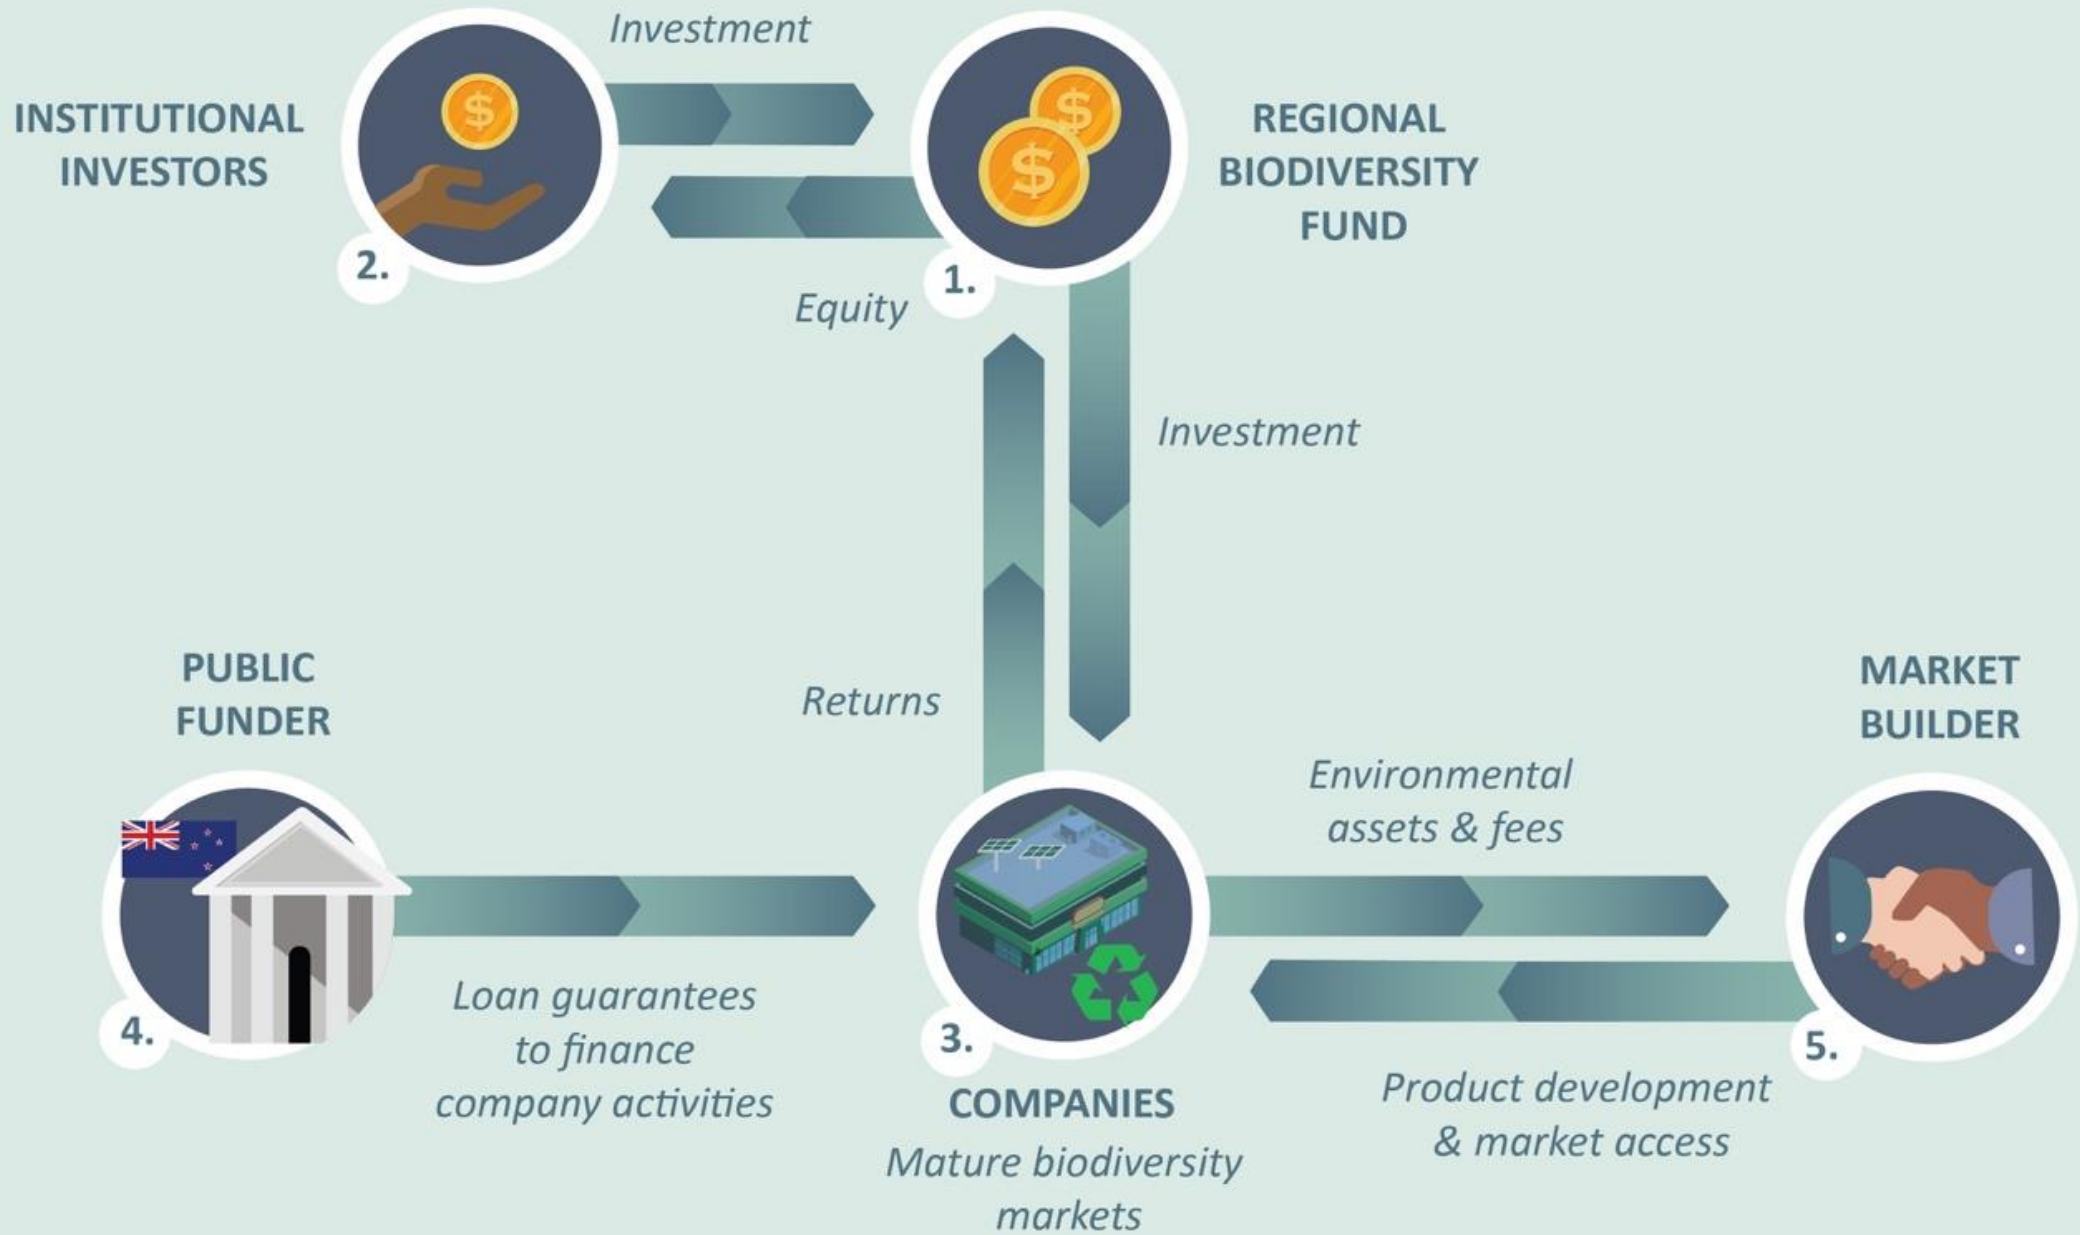 Investment
INSTITUTIONAL
INVESTORS
2.
1.
REGIONAL
BIODIVERSITY
FUND
Equity
Investment
Returns
PUBLIC
FUNDER
4.
Loan guarantees
to finance
company activities
3.
COMPANIES
Mature biodiversity
markets
Environmental
assets & fees
MARKET
BUILDER
5.
Product development
& market access
$
$
$